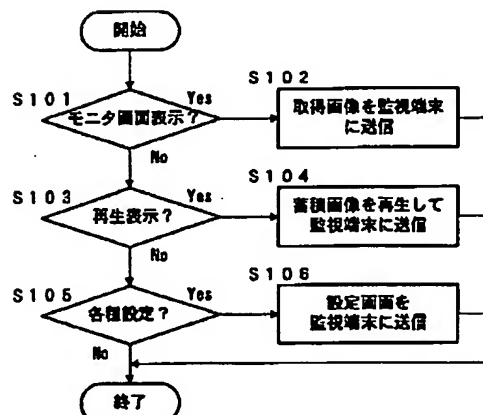 開始
S101
モニタ画面表示？
Yes
S102
取得画像を監視端末
に送信
No
S103
再生表示？
Yes
S104
蓄積画像を再生して
監視端末に送信
No
S105
各種設定？
Yes
S106
設定画面を
監視端末に送信
No
終了